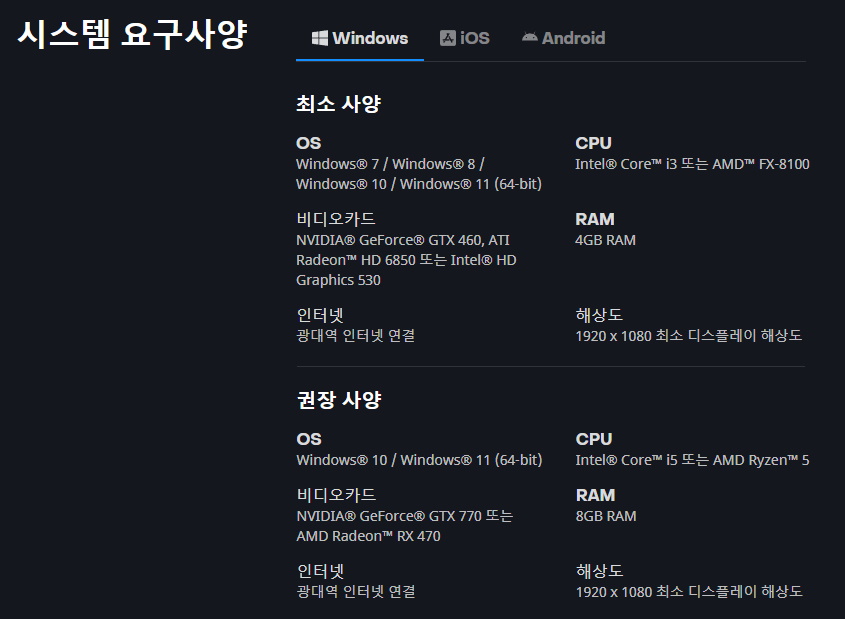 시스템 요구사양
Windows
iOS
Android
최소 사양
OS
Windows® 7 / Windows® 8 /
Windows® 10 / Windows® 11 (64-bit)
CPU
Intel® Core™ i3 또는 AMD™ FX-8100
비디오카드
NVIDIA® GeForce® GTX 460, ATI
Radeon™ HD 6850 또는 Intel® HD
Graphics 530
RAM
4GB RAM
인터넷
광대역 인터넷 연결
해상도
1920 x 1080 최소 디스플레이 해상도
권장 사양
OS
Windows® 10 / Windows® 11 (64-bit)
CPU
Intel® Core™ i5 또는 AMD Ryzen™ 5
비디오카드
NVIDIA® GeForce® GTX 770 또는
AMD Radeon™ RX 470
RAM
8GB RAM
인터넷
광대역 인터넷 연결
해상도
1920 x 1080 최소 디스플레이 해상도